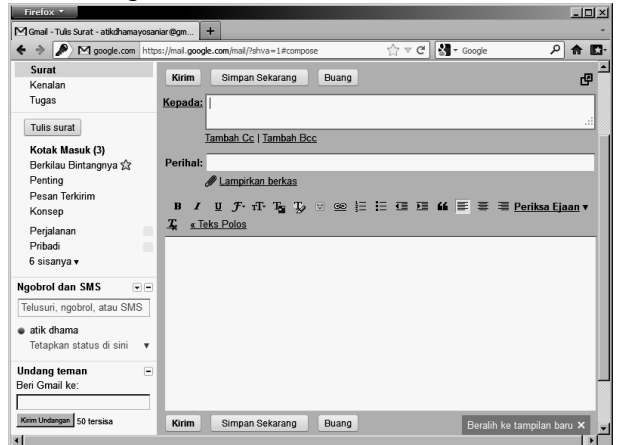 Firefox
Gmail - Tulis Surat - atikdhamayosaniar@gm...
google.com https://mail.google.com/mail/?shva=1#compose Google
Surat
Kenalan
Tugas
Tulis surat
Kotak Masuk (3)
Berkilau Bintangnya
Penting
Pesan Terkirim
Konsep
Perjalanan
Pribadi
6 sisanya
Ngobrol dan SMS
Telusuri, ngobrol, atau SMS
atik dhama
Tetapkan status di sini
Undang teman
Beri Gmail ke:
Kirim Undangan 50 tersisa
Kirim Simpan Sekarang Buang
Kepada:
Tambah Cc | Tambah Bcc
Perihal:
Lampirkan berkas
B I U F T T T Periksa Ejaan
T « Teks Polos
Kirim Simpan Sekarang Buang
Beralih ke tampilan baru ×